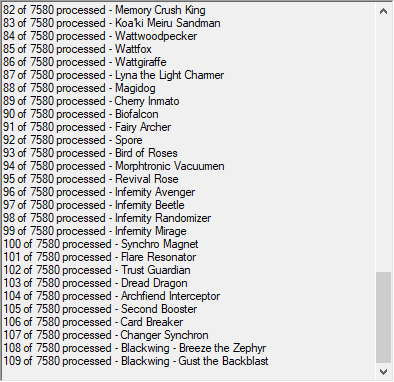 82 of 7580 processed - Memory Crush King
83 of 7580 processed - Koa'ki Meiru Sandman
84 of 7580 processed - Wattwoodpecker
85 of 7580 processed - Wattfox
86 of 7580 processed - Wattgiraffe
87 of 7580 processed - Lyna the Light Charmer
88 of 7580 processed - Magidog
89 of 7580 processed - Cherry Inmato
90 of 7580 processed - Biofalcon
91 of 7580 processed - Fairy Archer
92 of 7580 processed - Spore
93 of 7580 processed - Bird of Roses
94 of 7580 processed - Morphtronic Vacuumen
95 of 7580 processed - Revival Rose
96 of 7580 processed - Infernity Avenger
97 of 7580 processed - Infernity Beetle
98 of 7580 processed - Infernity Randomizer
99 of 7580 processed - Infernity Mirage
100 of 7580 processed - Synchro Magnet
101 of 7580 processed - Flare Resonator
102 of 7580 processed - Trust Guardian
103 of 7580 processed - Dread Dragon
104 of 7580 processed - Archfiend Interceptor
105 of 7580 processed - Second Booster
106 of 7580 processed - Card Breaker
107 of 7580 processed - Changer Synchron
108 of 7580 processed - Blackwing - Breeze the Zephyr
109 of 7580 processed - Blackwing - Gust the Backblast